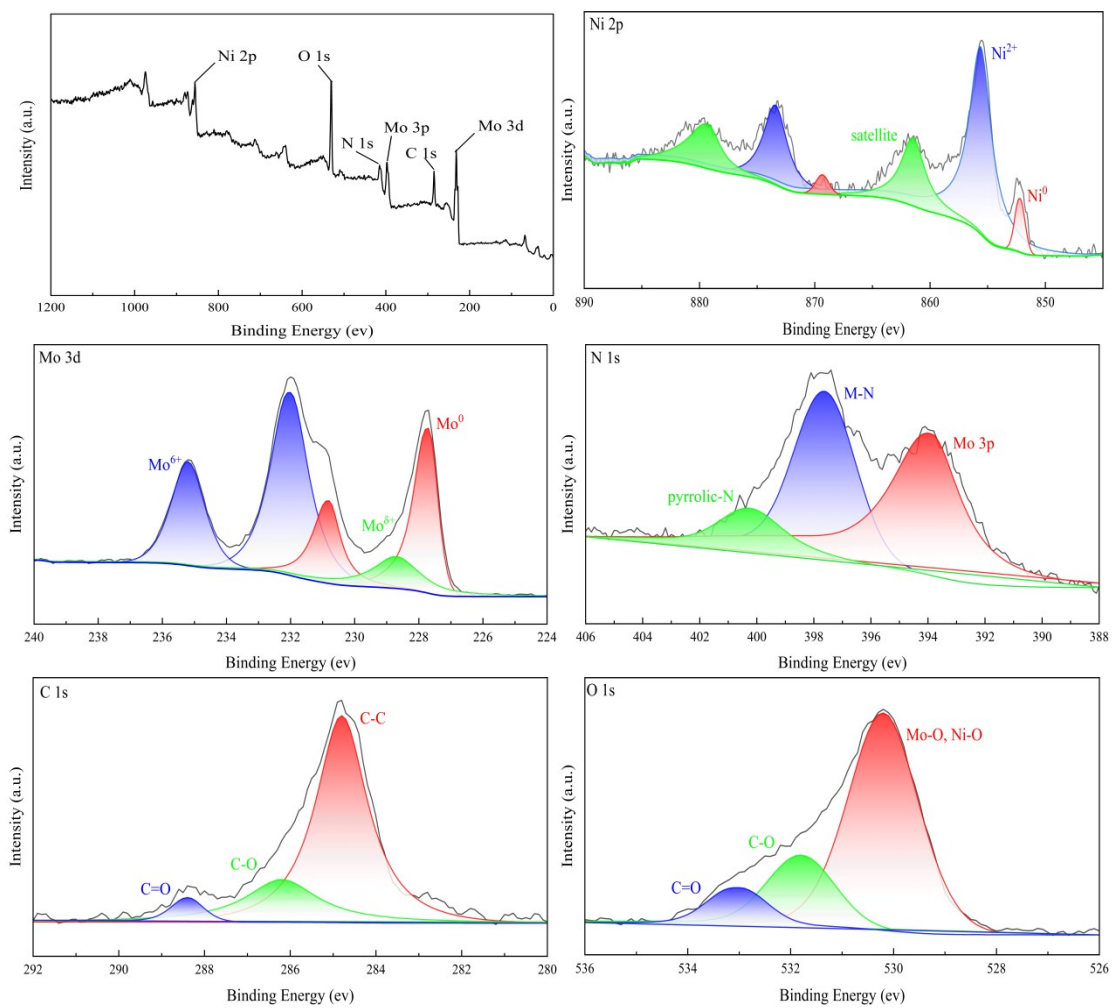 Ni 2p
O 1s
N 1s
Mo 3p
C 1s
Mo 3d
Intensity (a.u.)
1200 1000 800 600 400 200 0
Binding Energy (ev)
Ni 2p
Ni²⁺
satellite
Ni⁰
Intensity (a.u.)
890 880 870 860 850
Binding Energy (ev)
Mo 3d
Mo⁶⁺
Mo⁰
Mo^δ⁺
Intensity (a.u.)
240 238 236 234 232 230 228 226 224
Binding Energy (ev)
N 1s
M-N
Mo 3p
pyrrolic-N
Intensity (a.u.)
406 404 402 400 398 396 394 392 390 388
Binding Energy (ev)
C 1s
C-C
C-O
C=O
Intensity (a.u.)
292 290 288 286 284 282 280
Binding Energy (ev)
O 1s
Mo-O, Ni-O
C-O
C=O
Intensity (a.u.)
536 534 532 530 528 526
Binding Energy (ev)